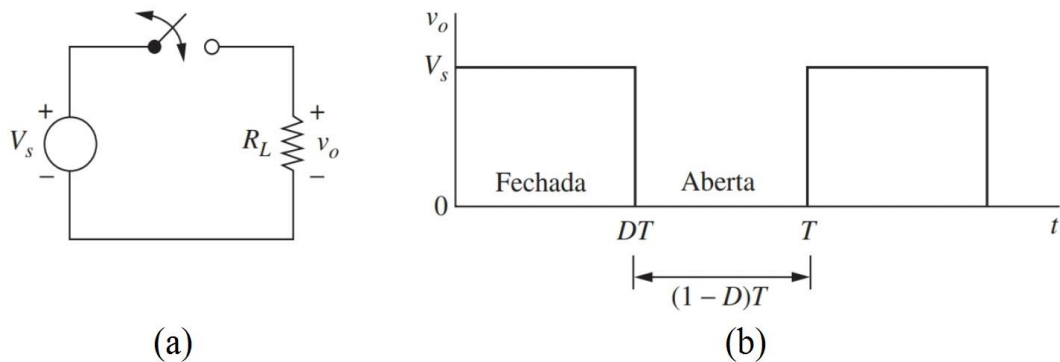 +
V_s
−
R_L
+
v_o
−
(a)
v_o
V_s
Fechada
Aberta
0
DT
T
t
(1 − D)T
(b)